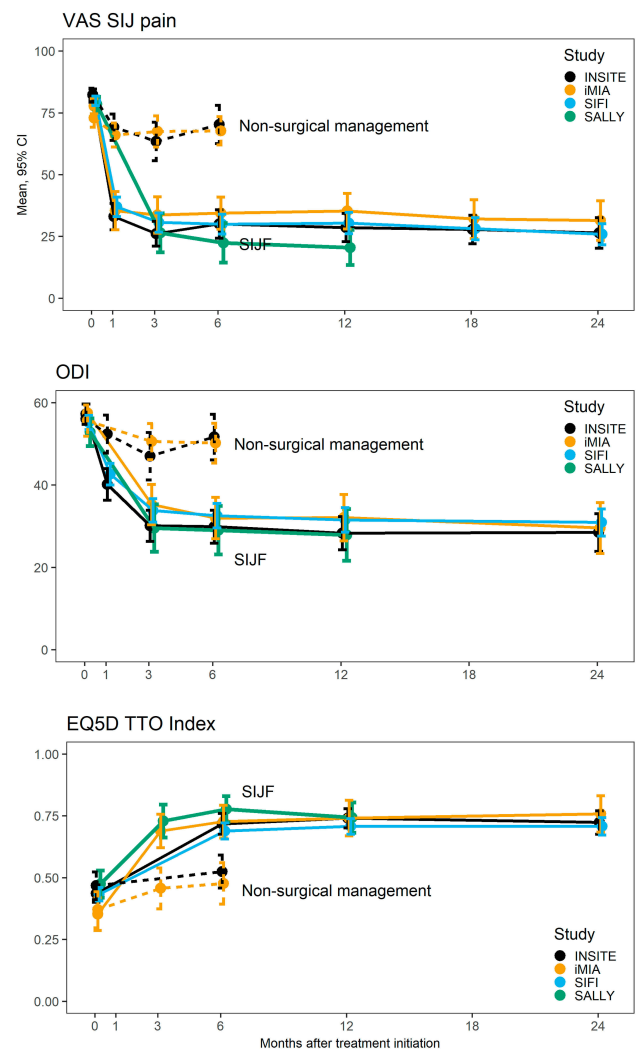 VAS SIJ pain
100
75
50
25
0
Mean, 95% CI
Study
INSITE
iMIA
SIFI
SALLY
Non-surgical management
SIJF
0 1 3 6 12 18 24
ODI
60
40
20
0
Study
INSITE
iMIA
SIFI
SALLY
Non-surgical management
SIJF
0 1 3 6 12 18 24
EQ5D TTO Index
1.00
0.75
0.50
0.25
0.00
SIJF
Non-surgical management
Study
INSITE
iMIA
SIFI
SALLY
0 1 3 6 12 18 24
Months after treatment initiation